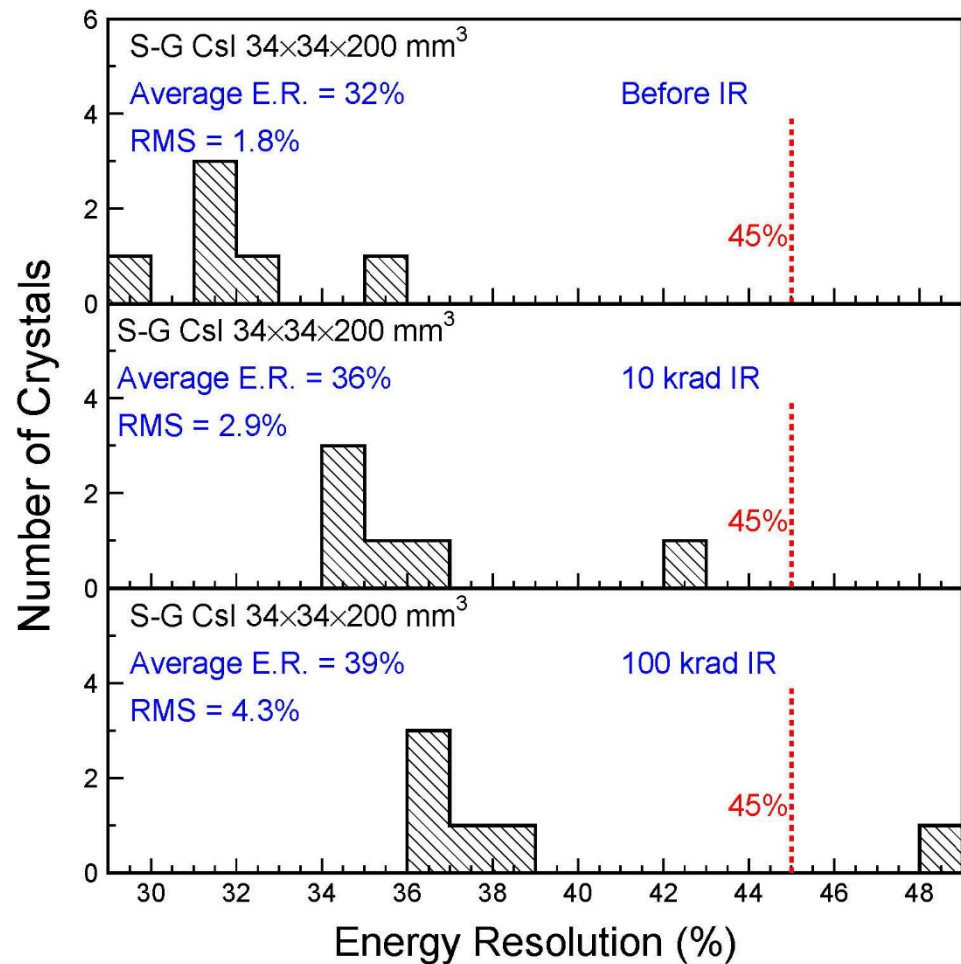 6
S-G CsI 34×34×200 mm³
Average E.R. = 32%
Before IR
4
RMS = 1.8%
2
45%
0
S-G CsI 34×34×200 mm³
Average E.R. = 36%
10 krad IR
4
RMS = 2.9%
2
45%
0
S-G CsI 34×34×200 mm³
Average E.R. = 39%
100 krad IR
4
RMS = 4.3%
2
45%
0
Number of Crystals
30 32 34 36 38 40 42 44 46 48
Energy Resolution (%)